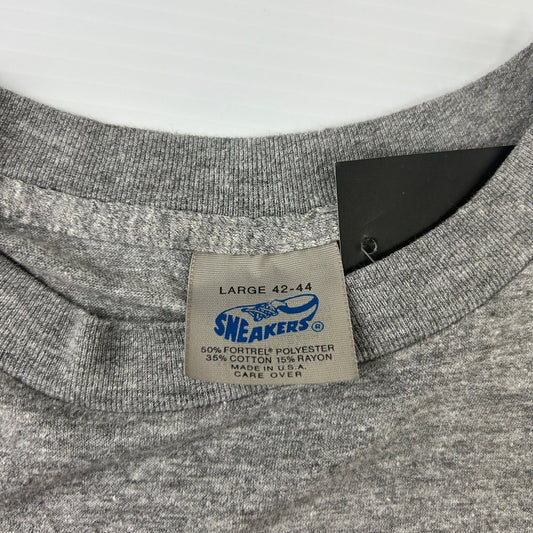 LARGE 42-44
SNEAKERS®
50% FORTREL® POLYESTER
35% COTTON 15% RAYON
MADE IN U.S.A.
CARE OVER